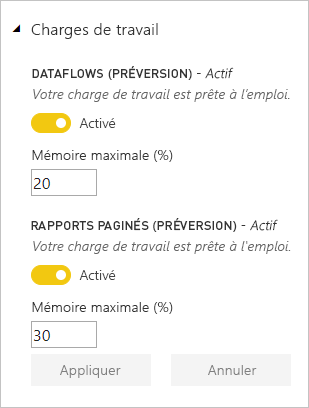 Charges de travail
DATAFLOWS (PRÉVERSION) - Actif
Votre charge de travail est prête à l'emploi.
Activé
Mémoire maximale (%)
20
RAPPORTS PAGINÉS (PRÉVERSION) - Actif
Votre charge de travail est prête à l'emploi.
Activé
Mémoire maximale (%)
30
Appliquer Annuler